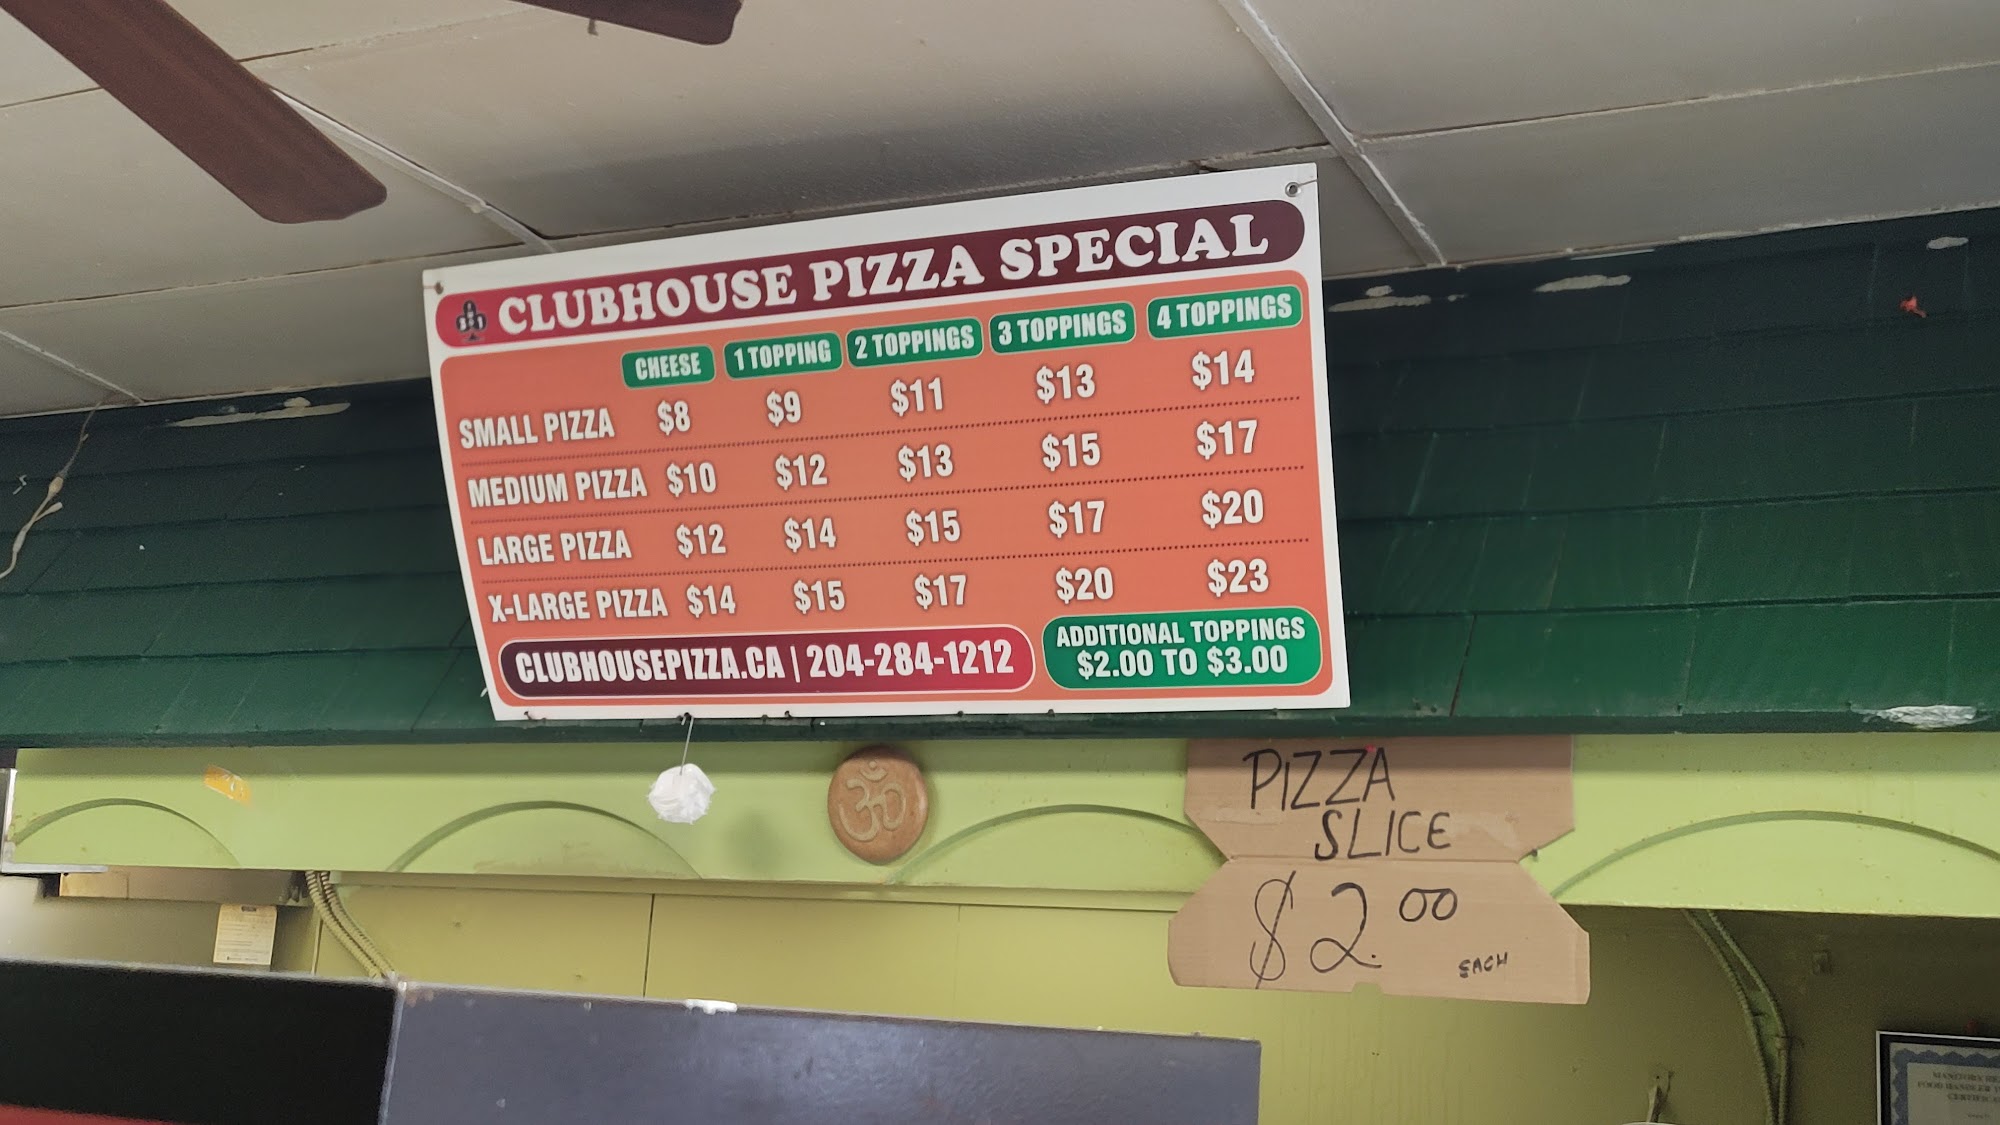 CLUBHOUSE PIZZA SPECIAL
CHEESE 1 TOPPING 2 TOPPINGS 3 TOPPINGS 4 TOPPINGS
SMALL PIZZA $8 $9 $11 $13 $14
MEDIUM PIZZA $10 $12 $13 $15 $17
LARGE PIZZA $12 $14 $15 $17 $20
X-LARGE PIZZA $14 $15 $17 $20 $23
CLUBHOUSEPIZZA.CA | 204-284-1212
ADDITIONAL TOPPINGS
$2.00 TO $3.00
ॐ
PIZZA
SLICE
$2.00
EACH
MANITOBA
FOOD HANDLER